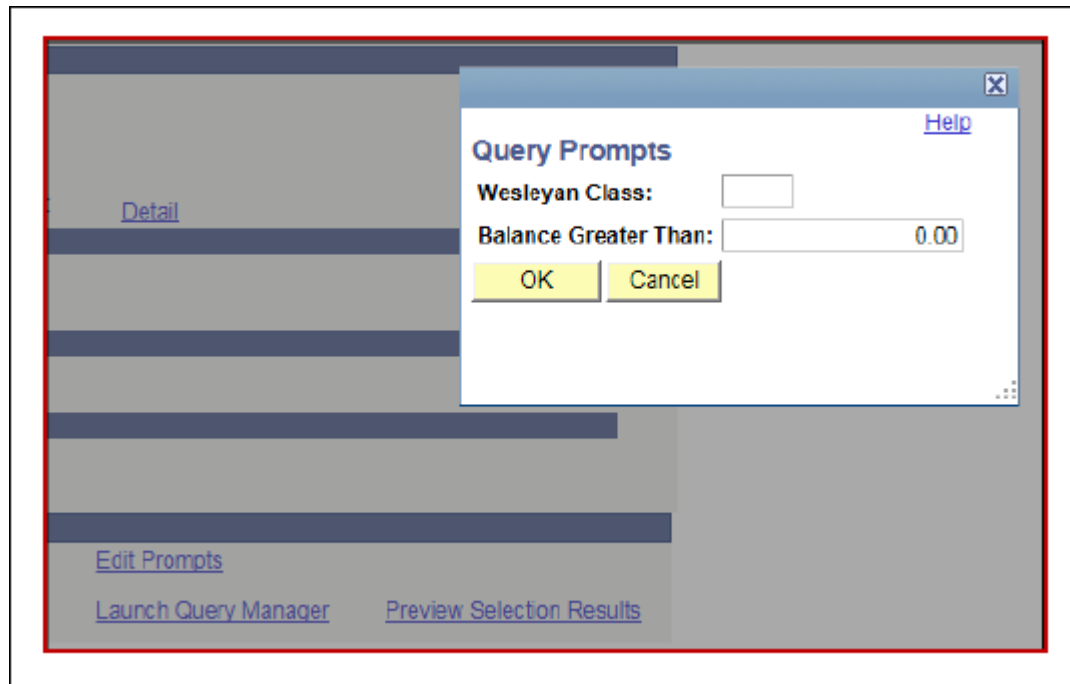 Help
Query Prompts
Wesleyan Class:
Detail
Balance Greater Than: 0.00
OK Cancel
Edit Prompts
Launch Query Manager Preview Selection Results